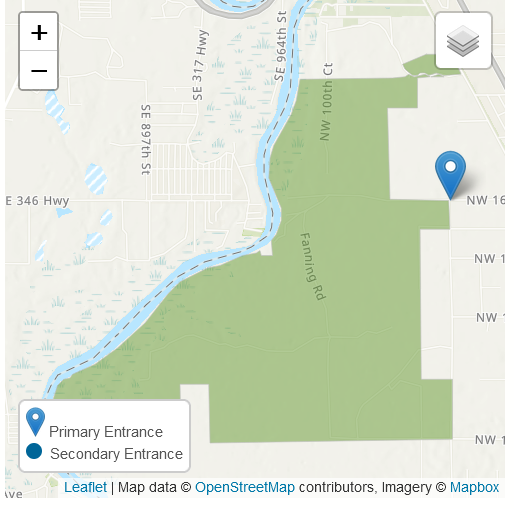 +
−
SE 964th St
SE 317 Hwy
NW 100th Ct
SE 897th St
E 346 Hwy
NW 16
Fanning Rd
NW 1
NW 1
NW 1
Primary Entrance
Secondary Entrance
Ave
Leaflet | Map data © OpenStreetMap contributors, Imagery © Mapbox